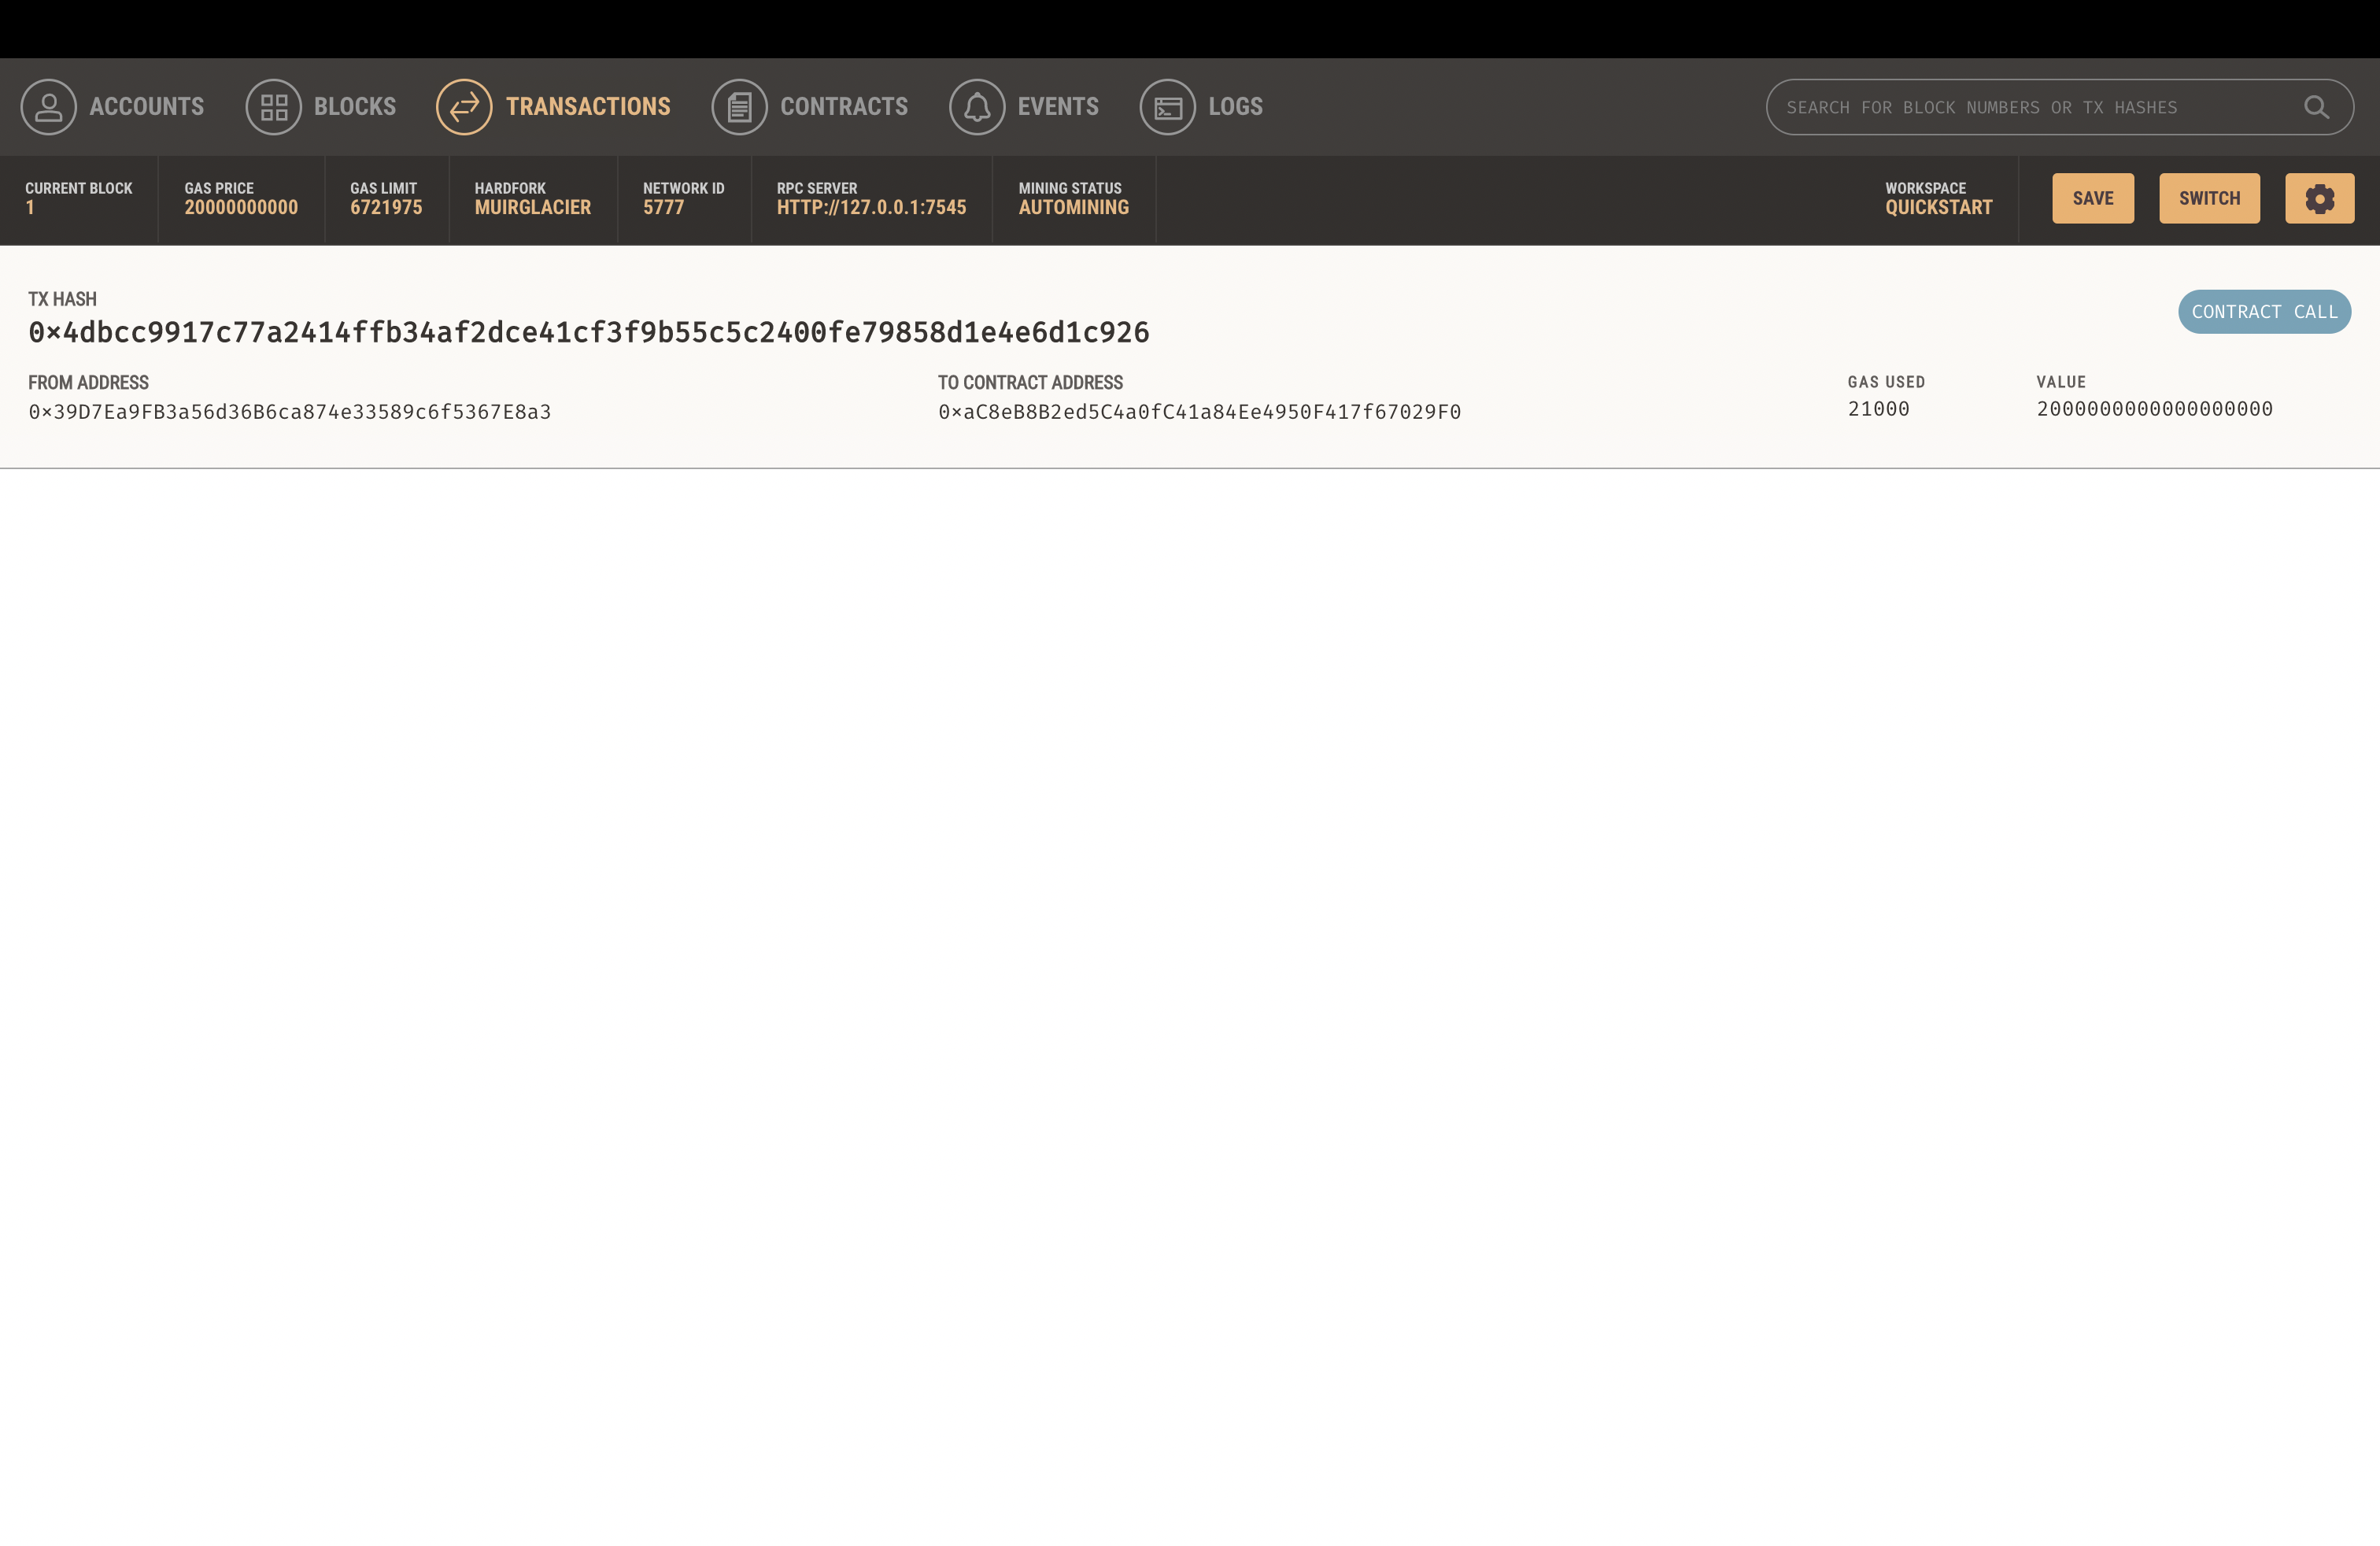 ACCOUNTS BLOCKS TRANSACTIONS CONTRACTS EVENTS LOGS SEARCH FOR BLOCK NUMBERS OR TX HASHES
CURRENT BLOCK GAS PRICE GAS LIMIT HARDFORK NETWORK ID RPC SERVER MINING STATUS WORKSPACE
1 20000000000 6721975 MUIRGLACIER 5777 HTTP://127.0.0.1:7545 AUTOMINING QUICKSTART SAVE SWITCH
TX HASH
0×4dbcc9917c77a2414ffb34af2dce41cf3f9b55c5c2400fe79858d1e4e6d1c926 CONTRACT CALL
FROM ADDRESS TO CONTRACT ADDRESS GAS USED VALUE
0×39D7Ea9FB3a56d36B6ca874e33589c6f5367E8a3 0×aC8eB8B2ed5C4a0fC41a84Ee4950F417f67029F0 21000 2000000000000000000